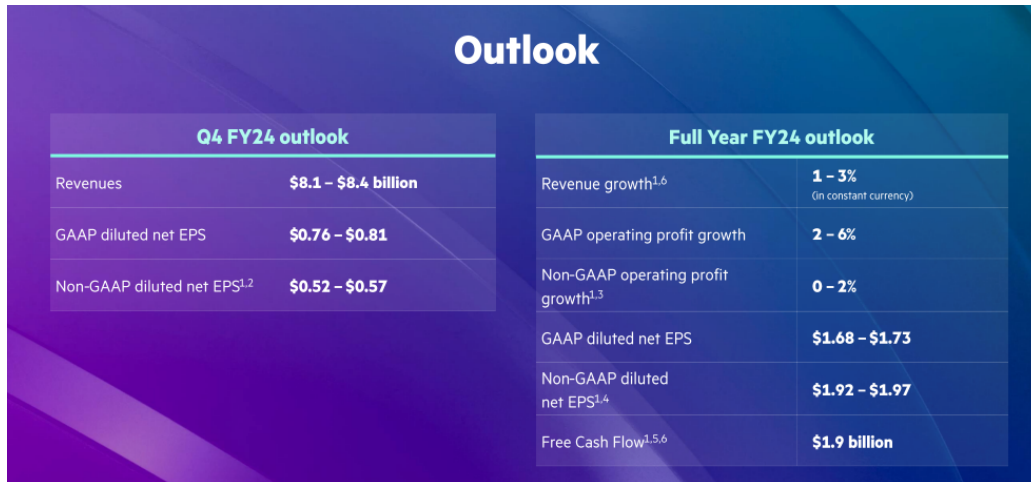 Outlook
Q4 FY24 outlook
Revenues $8.1 – $8.4 billion
GAAP diluted net EPS $0.76 – $0.81
Non-GAAP diluted net EPS1,2 $0.52 – $0.57
Full Year FY24 outlook
Revenue growth1,6 1 – 3%
(in constant currency)
GAAP operating profit growth 2 – 6%
Non-GAAP operating profit
growth1,3 0 – 2%
GAAP diluted net EPS $1.68 – $1.73
Non-GAAP diluted
net EPS1,4 $1.92 – $1.97
Free Cash Flow1,5,6 $1.9 billion